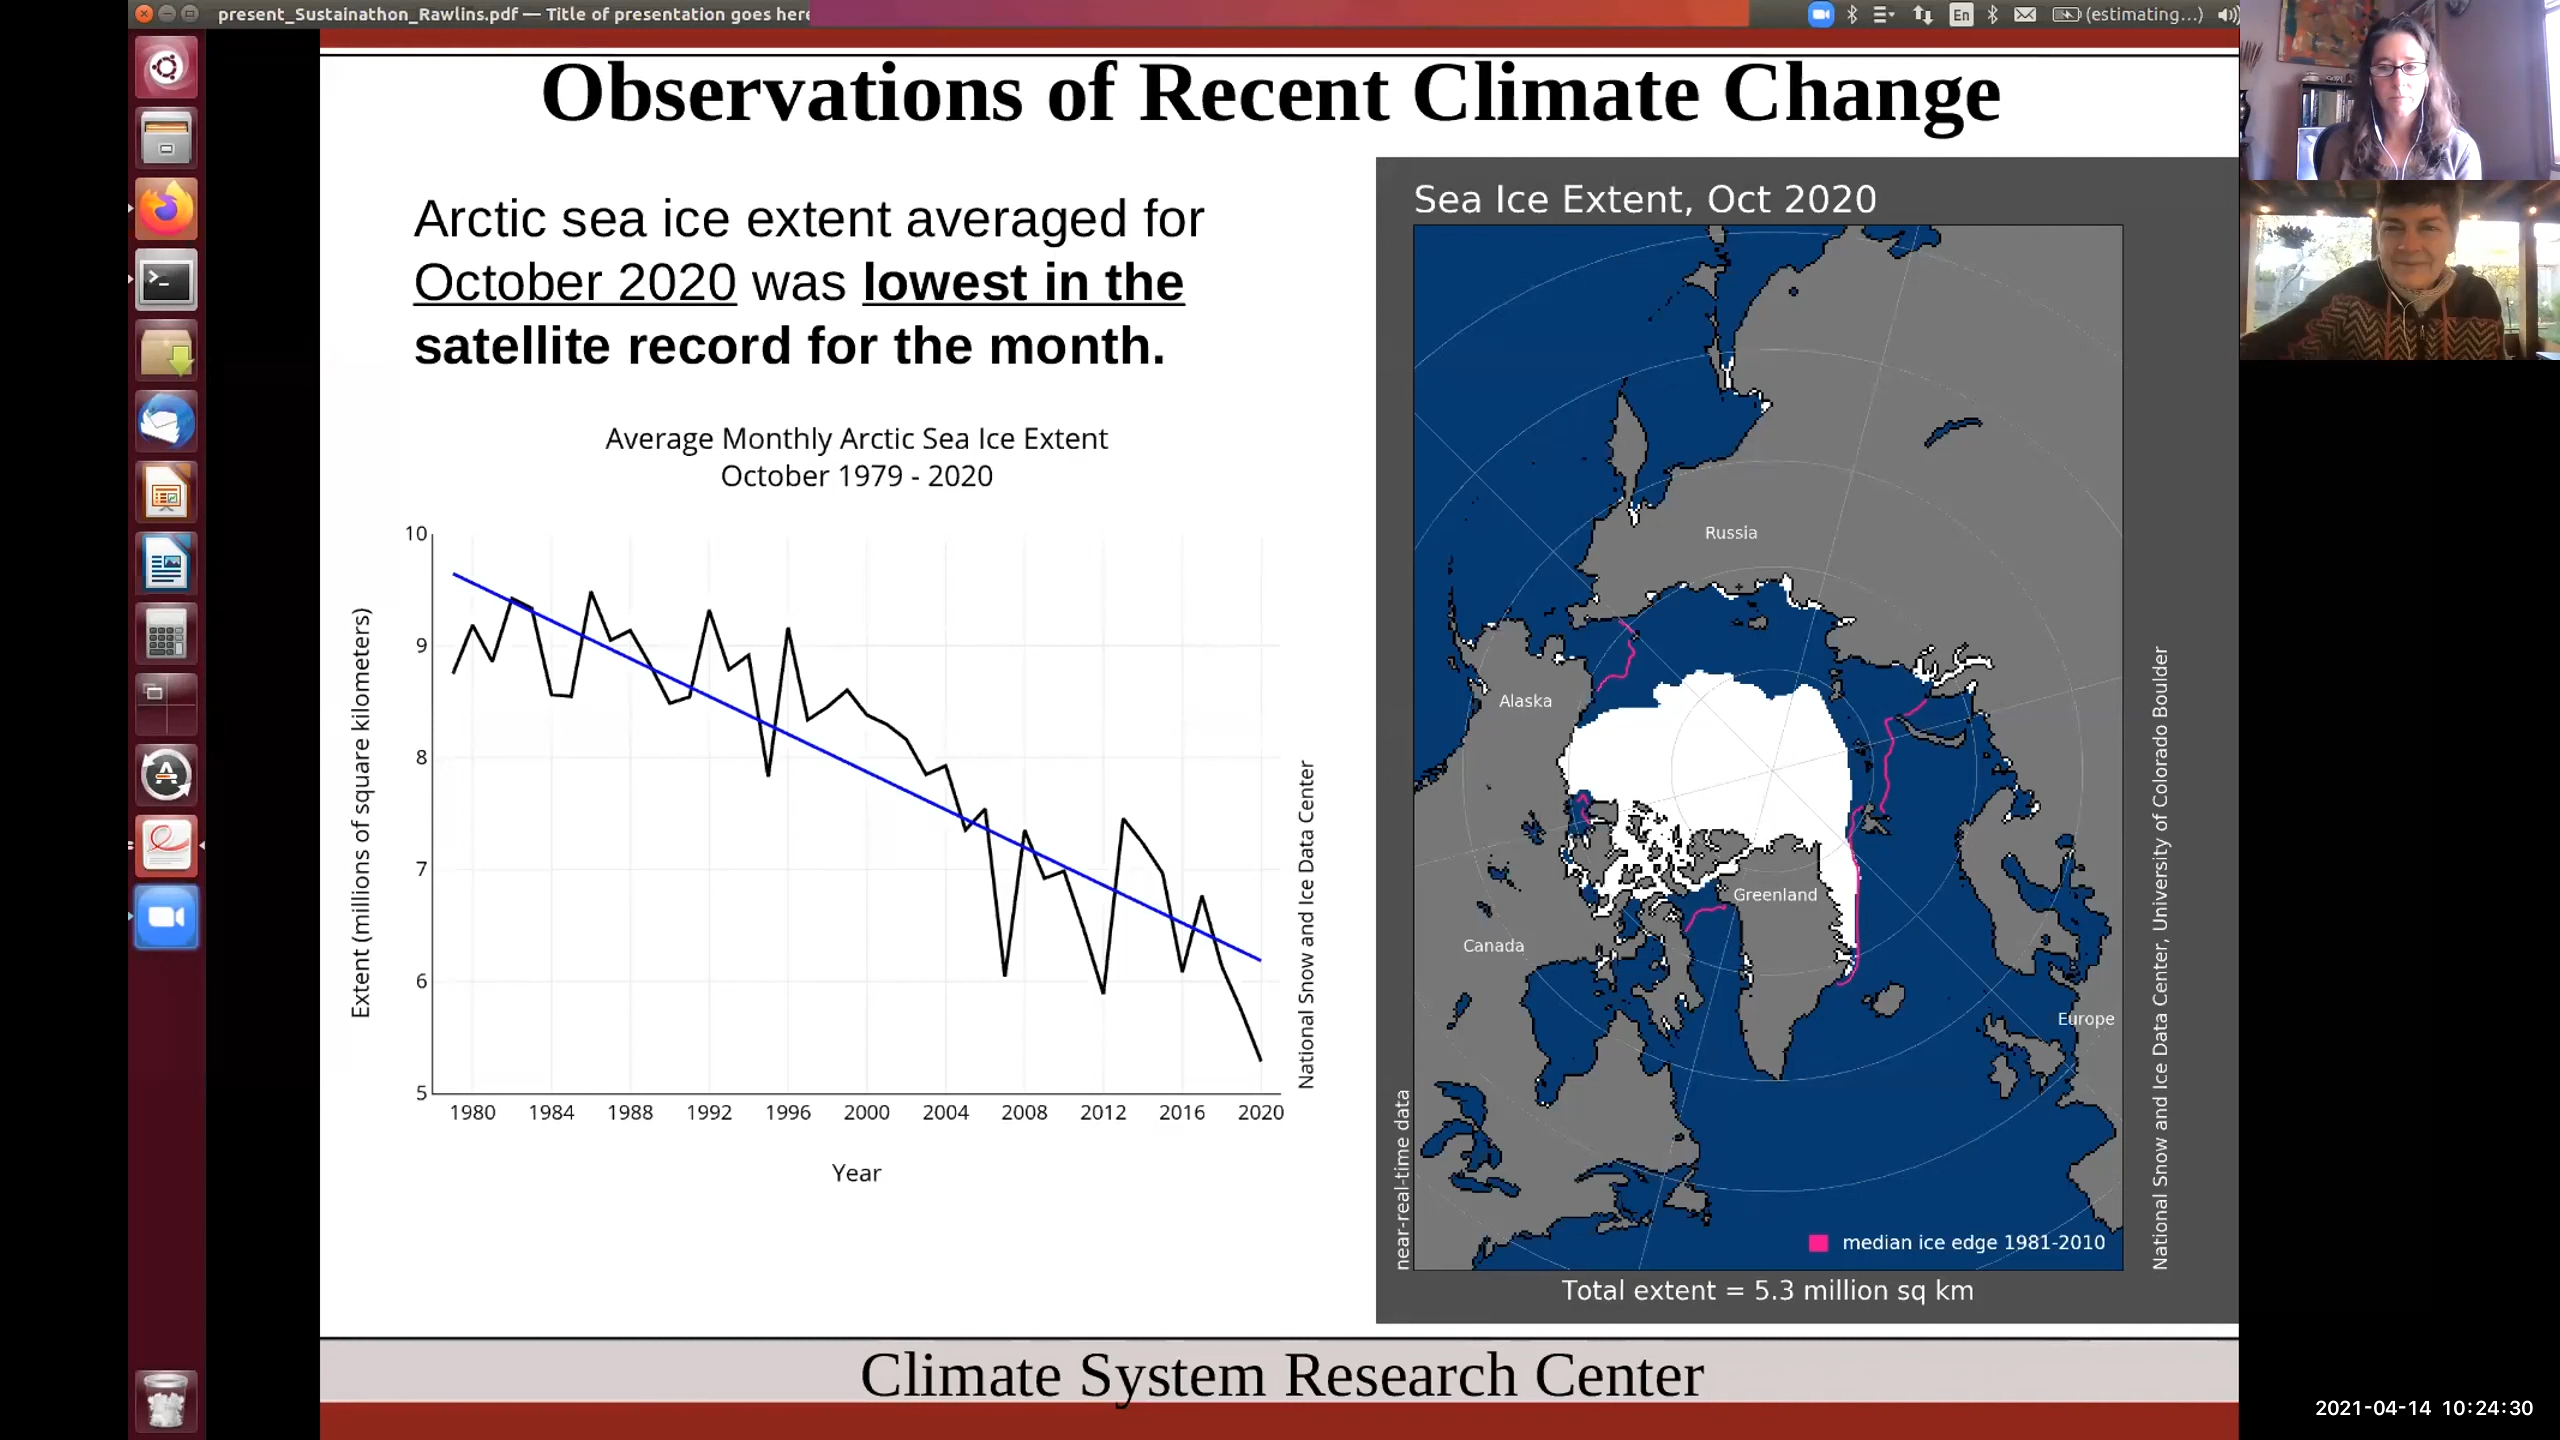 present_Sustainathon_Rawlins.pdf — Title of presentation goes here
En
(estimating...)
Observations of Recent Climate Change
Arctic sea ice extent averaged for
October 2020 was lowest in the
satellite record for the month.
Average Monthly Arctic Sea Ice Extent
October 1979 - 2020
Extent (millions of square kilometers)
10
9
8
7
6
5
1980 1984 1988 1992 1996 2000 2004 2008 2012 2016 2020
Year
National Snow and Ice Data Center
Sea Ice Extent, Oct 2020
Russia
Alaska
Greenland
Canada
Europe
near-real-time data
median ice edge 1981-2010
National Snow and Ice Data Center, University of Colorado Boulder
Total extent = 5.3 million sq km
Climate System Research Center
2021-04-14 10:24:30